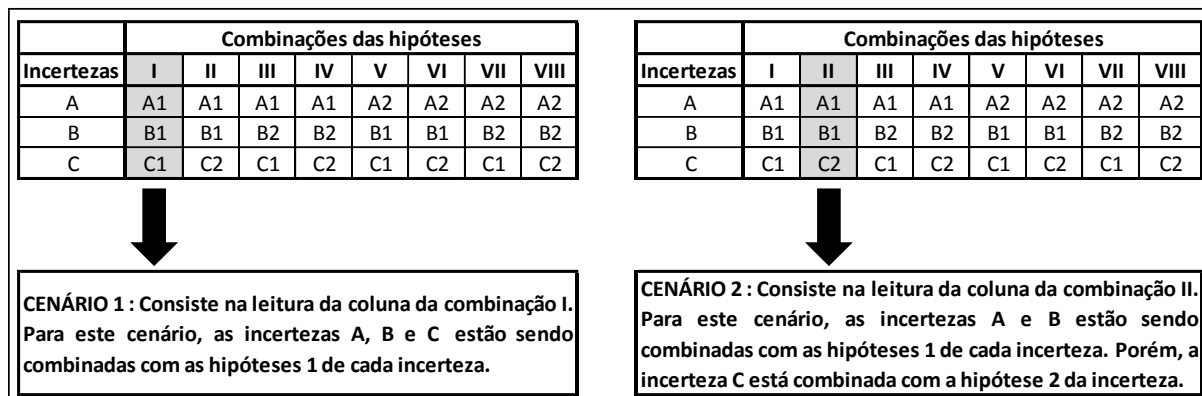 Combinações das hipóteses
Incertezas I II III IV V VI VII VIII
A A1 A1 A1 A1 A2 A2 A2 A2
B B1 B1 B2 B2 B1 B1 B2 B2
C C1 C2 C1 C2 C1 C2 C1 C2
CENÁRIO 1 : Consiste na leitura da coluna da combinação I.
Para este cenário, as incertezas A, B e C estão sendo
combinadas com as hipóteses 1 de cada incerteza.
Combinações das hipóteses
Incertezas I II III IV V VI VII VIII
A A1 A1 A1 A1 A2 A2 A2 A2
B B1 B1 B2 B2 B1 B1 B2 B2
C C1 C2 C1 C2 C1 C2 C1 C2
CENÁRIO 2 : Consiste na leitura da coluna da combinação II.
Para este cenário, as incertezas A e B estão sendo
combinadas com as hipóteses 1 de cada incerteza. Porém, a
incerteza C está combinada com a hipótese 2 da incerteza.